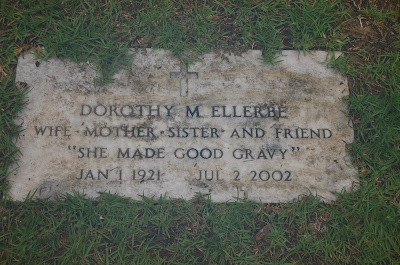 DOROTHY M ELLERBE
WIFE · MOTHER · SISTER · AND FRIEND
"SHE MADE GOOD GRAVY"
JAN 1 1921 JUL 2 2002